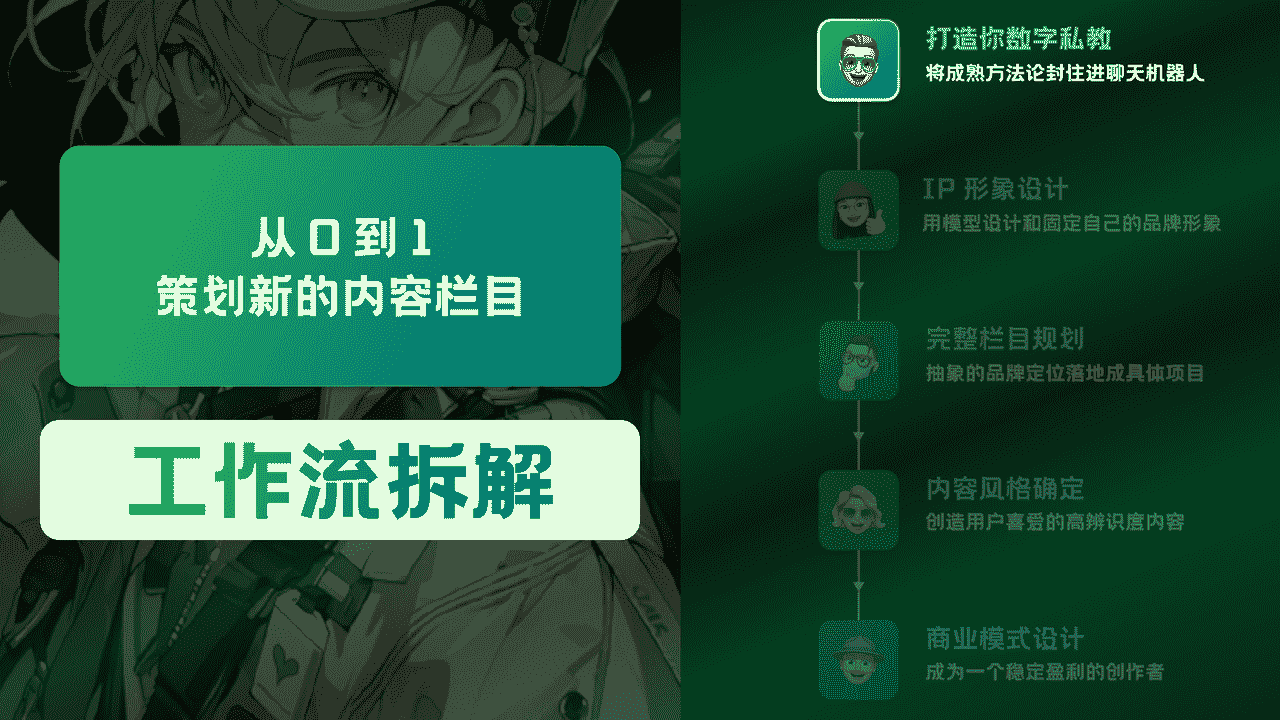 从 0 到 1
策划新的内容栏目
工作流拆解
打造你数字私教
将成熟方法论封住进聊天机器人
IP 形象设计
用模型设计和固定自己的品牌形象
完整栏目规划
抽象的品牌定位落地成具体项目
内容风格确定
创造用户喜爱的高辨识度内容
商业模式设计
成为一个稳定盈利的创作者